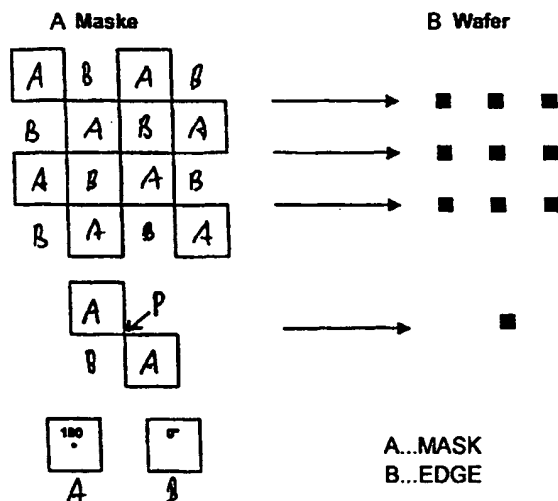 A Maske B Wafer
A B A B
B A B A
A B A B
B A B A
A P
B A
180° 0°
A B
A...MASK
B...EDGE